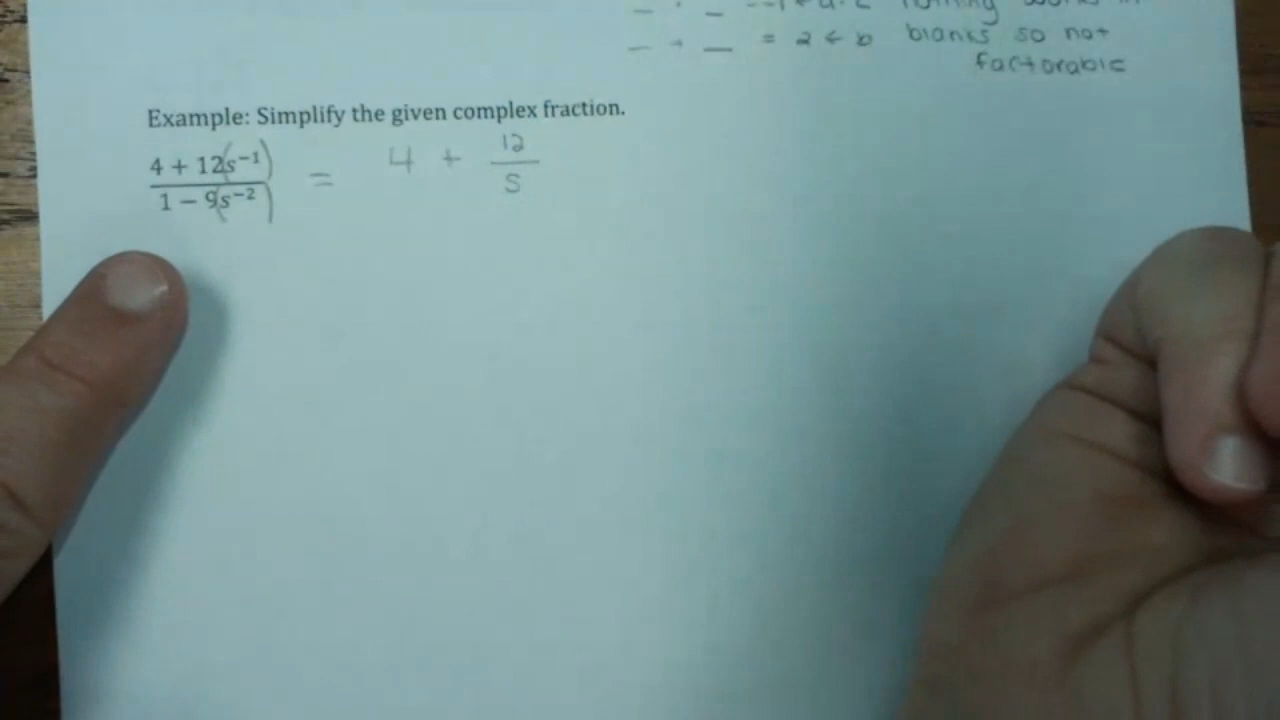 — + — = 2 ← b blanks so not
factorable
Example: Simplify the given complex fraction.
4 + 12(s⁻¹) / 1 − 9(s⁻²) = 4 + 12/s